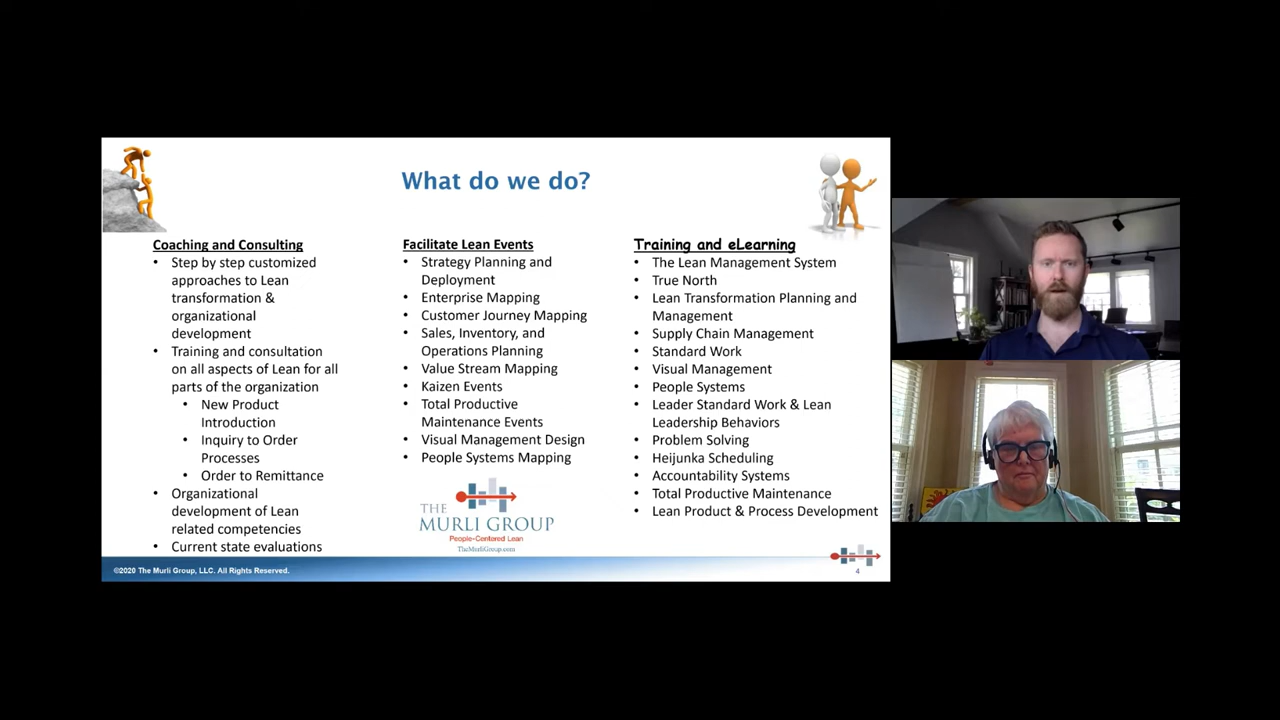 What do we do?
Coaching and Consulting
• Step by step customized
approaches to Lean
transformation &
organizational
development
• Training and consultation
on all aspects of Lean for all
parts of the organization
• New Product
Introduction
• Inquiry to Order
Processes
• Order to Remittance
• Organizational
development of Lean
related competencies
• Current state evaluations
Facilitate Lean Events
• Strategy Planning and
Deployment
• Enterprise Mapping
• Customer Journey Mapping
• Sales, Inventory, and
Operations Planning
• Value Stream Mapping
• Kaizen Events
• Total Productive
Maintenance Events
• Visual Management Design
• People Systems Mapping
THE
MURLI GROUP
People-Centered Lean
TheMurliGroup.com
Training and eLearning
• The Lean Management System
• True North
• Lean Transformation Planning and
Management
• Supply Chain Management
• Standard Work
• Visual Management
• People Systems
• Leader Standard Work & Lean
Leadership Behaviors
• Problem Solving
• Heijunka Scheduling
• Accountability Systems
• Total Productive Maintenance
• Lean Product & Process Development
©2020 The Murli Group, LLC. All Rights Reserved.
4